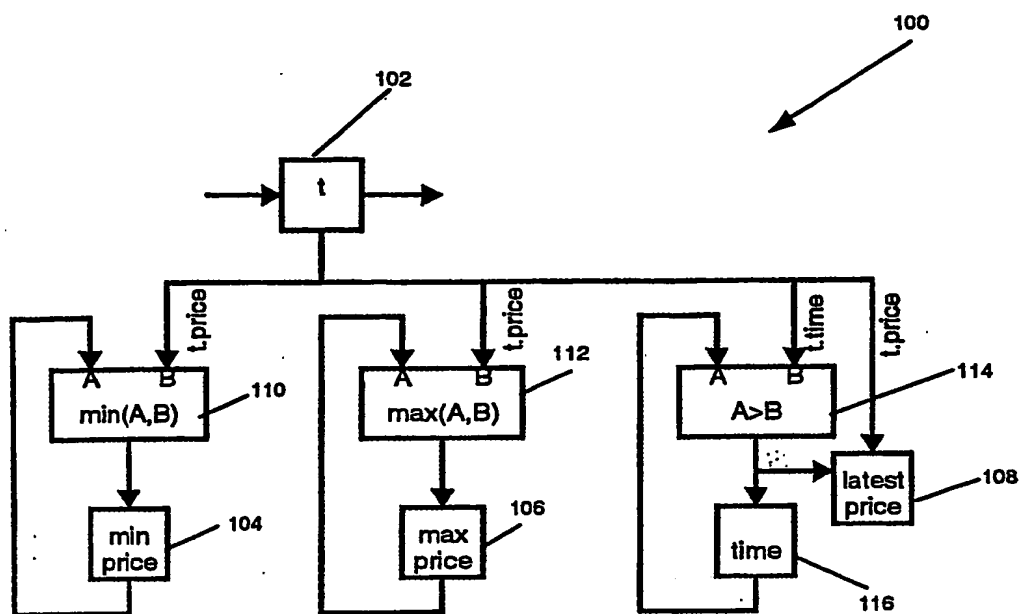 100
102
t
t.price
t.price
t.time
t.price
A B
min(A,B)
110
A B
max(A,B)
112
A B
A>B
114
min
price
104
max
price
106
time
116
latest
price
108